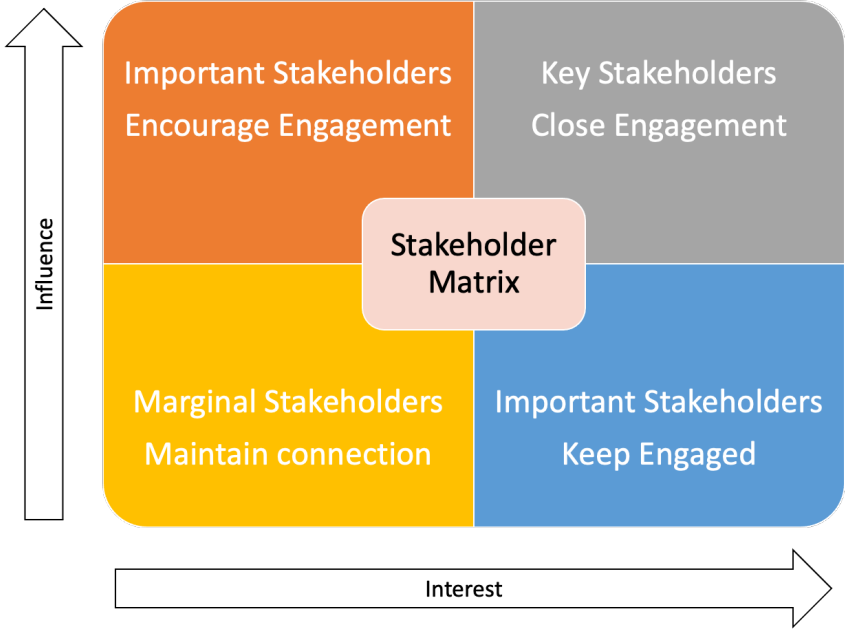 Important Stakeholders
Encourage Engagement
Key Stakeholders
Close Engagement
Stakeholder
Matrix
Influence
Marginal Stakeholders
Maintain connection
Important Stakeholders
Keep Engaged
Interest